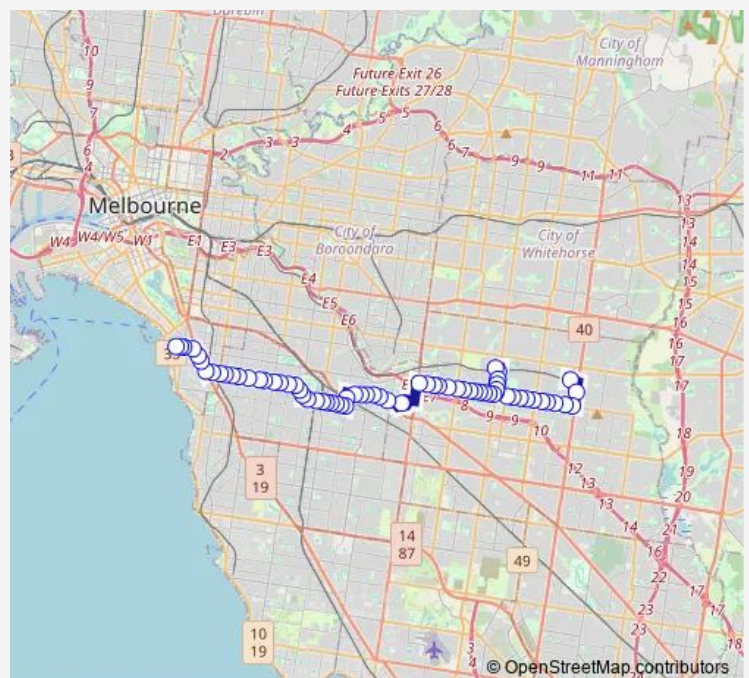 Darebin
City of
Manningham
10
Future Exit 26
Future Exits 27/28
9
7
5
5
4
3
3
2
6
6
7
9
9
11
11
6
4
13
Melbourne
W4
W4/W5
W1
E1
E3
E3
City of
Boroondara
City of
Whitehorse
13
14
14
15
15
16
16
17
17
E4
E5
E6
40
33
E7
8
9
9
10
12
13
13
14
16
17
17
18
18
19
20
21
22
23
23
3
19
14
87
49
10
19
3
4
© OpenStreetMap contributors